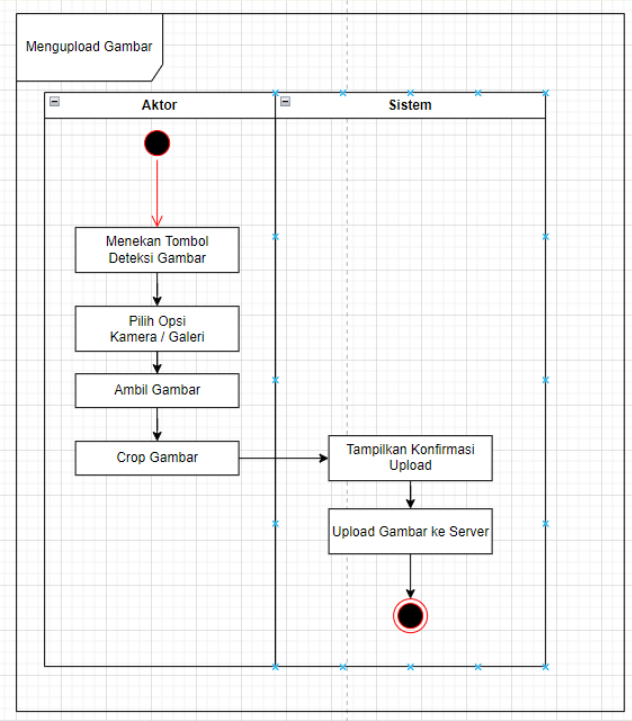 Mengupload Gambar
Aktor
Sistem
Menekan Tombol
Deteksi Gambar
Pilih Opsi
Kamera / Galeri
Ambil Gambar
Crop Gambar
Tampilkan Konfirmasi
Upload
Upload Gambar ke Server